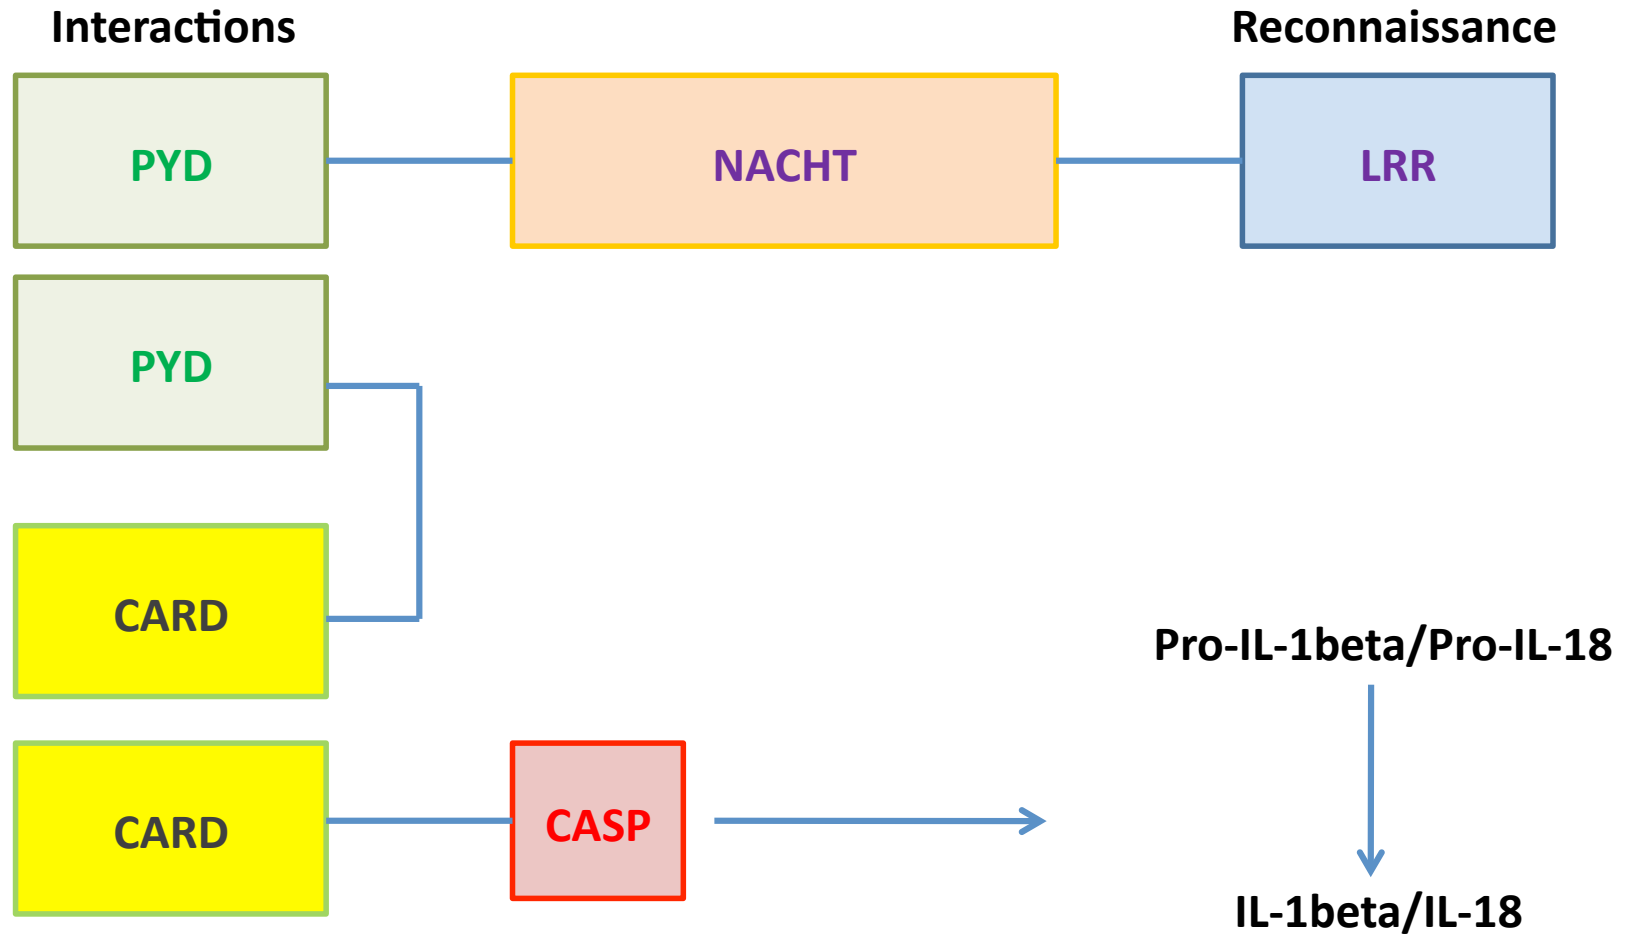 Interactions
Reconnaissance
PYD
NACHT
LRR
PYD
CARD
Pro-IL-1beta/Pro-IL-18
CARD
CASP
IL-1beta/IL-18